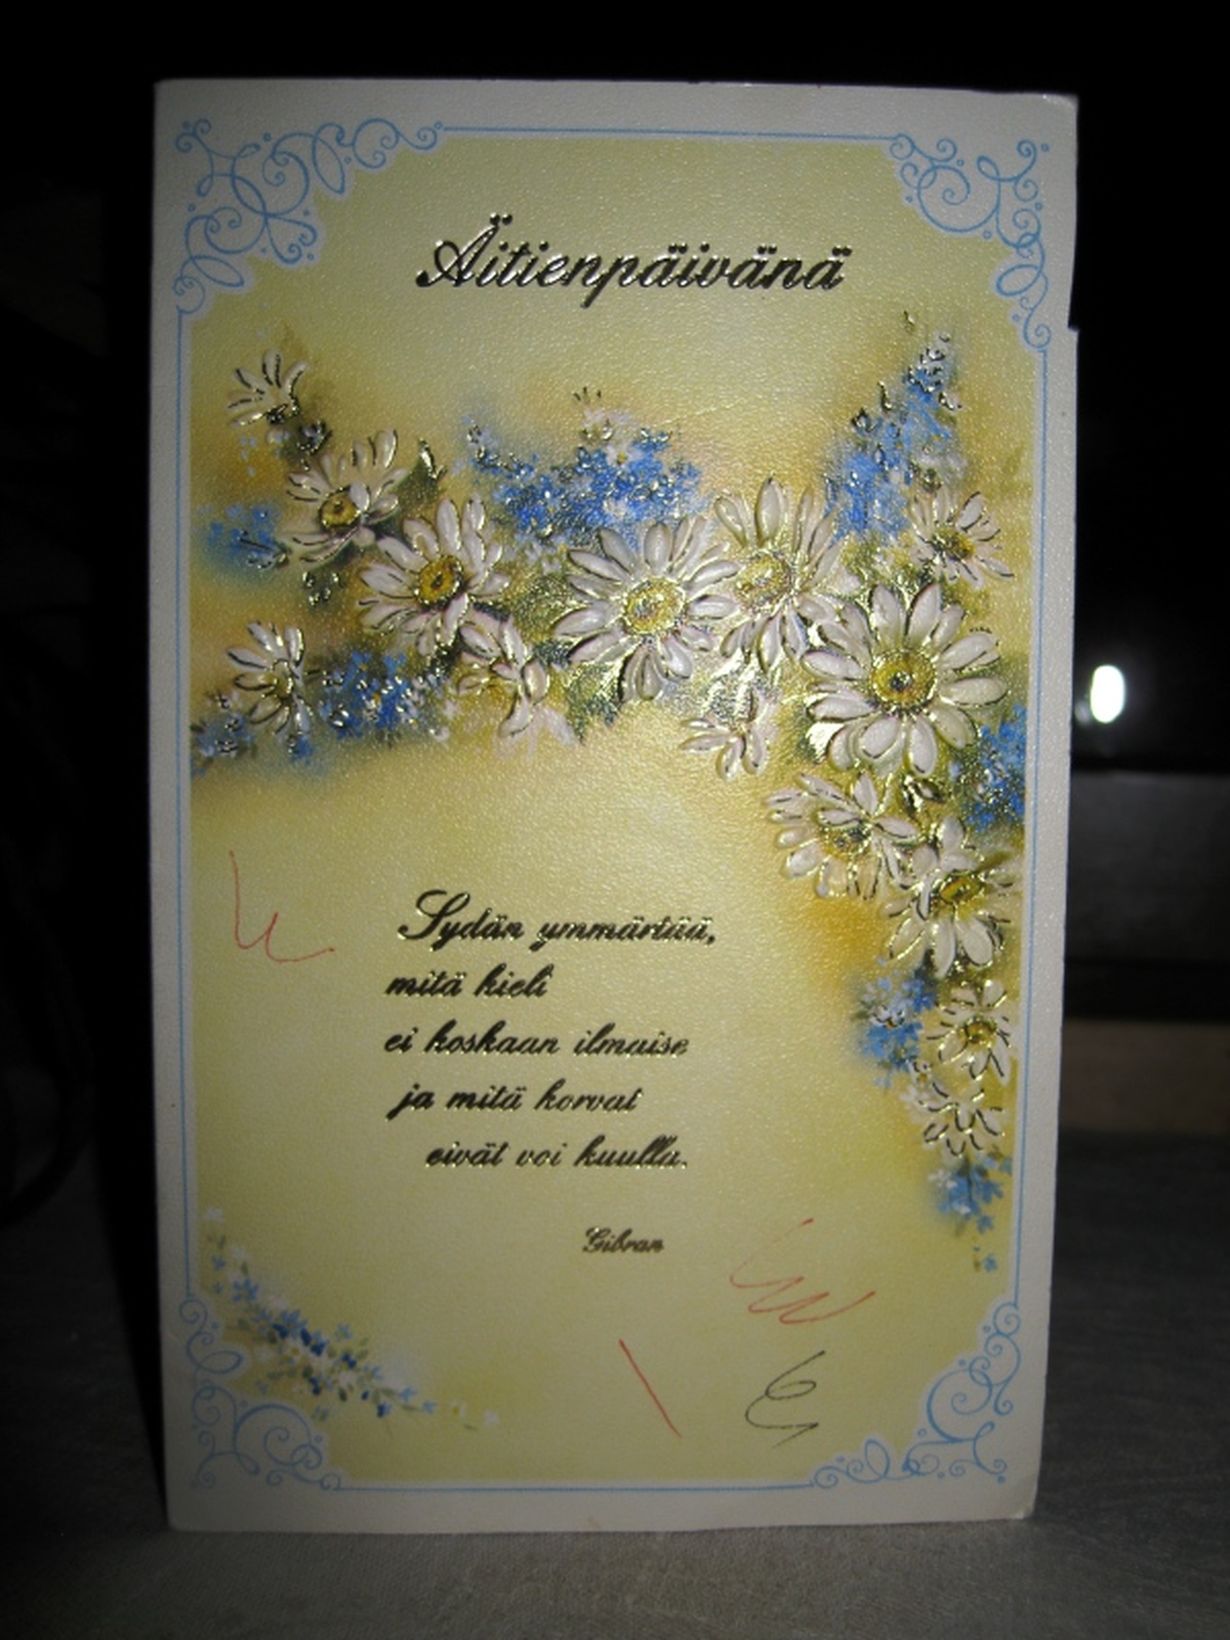 Äitienpäivänä
Sydän ymmärtää,
mitä kieli
ei koskaan ilmaise
ja mitä korvat
eivät voi kuulla.
Gibran